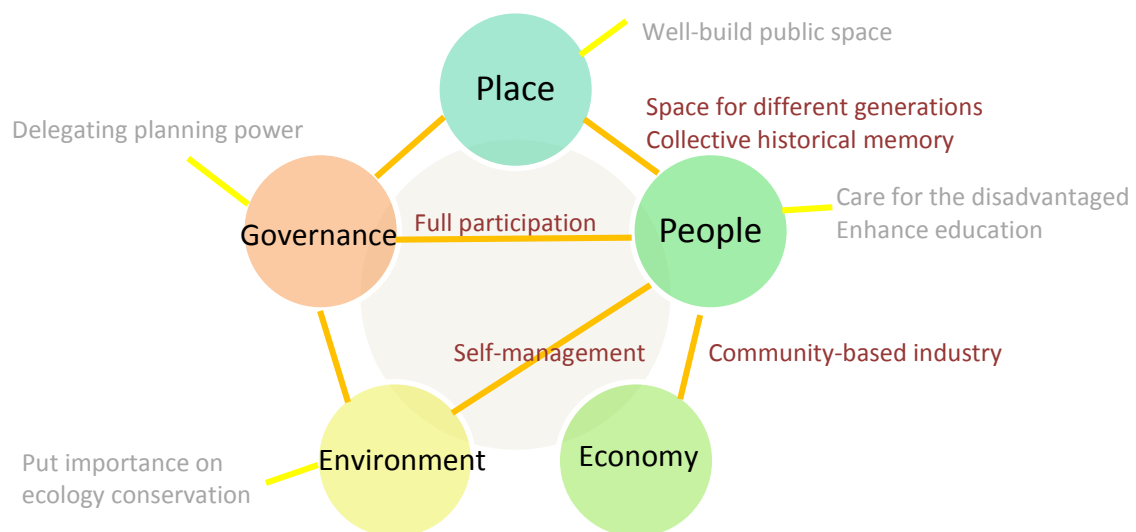 Well-build public space
Place
Space for different generations
Collective historical memory
Delegating planning power
Care for the disadvantaged
Enhance education
Governance
Full participation
People
Self-management
Community-based industry
Put importance on
ecology conservation
Environment
Economy